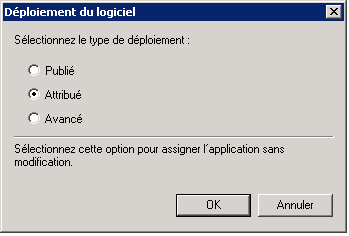 Déploiement du logiciel
Sélectionnez le type de déploiement :
Publié
Attribué
Avancé
Sélectionnez cette option pour assigner l'application sans
modification.
OK
Annuler